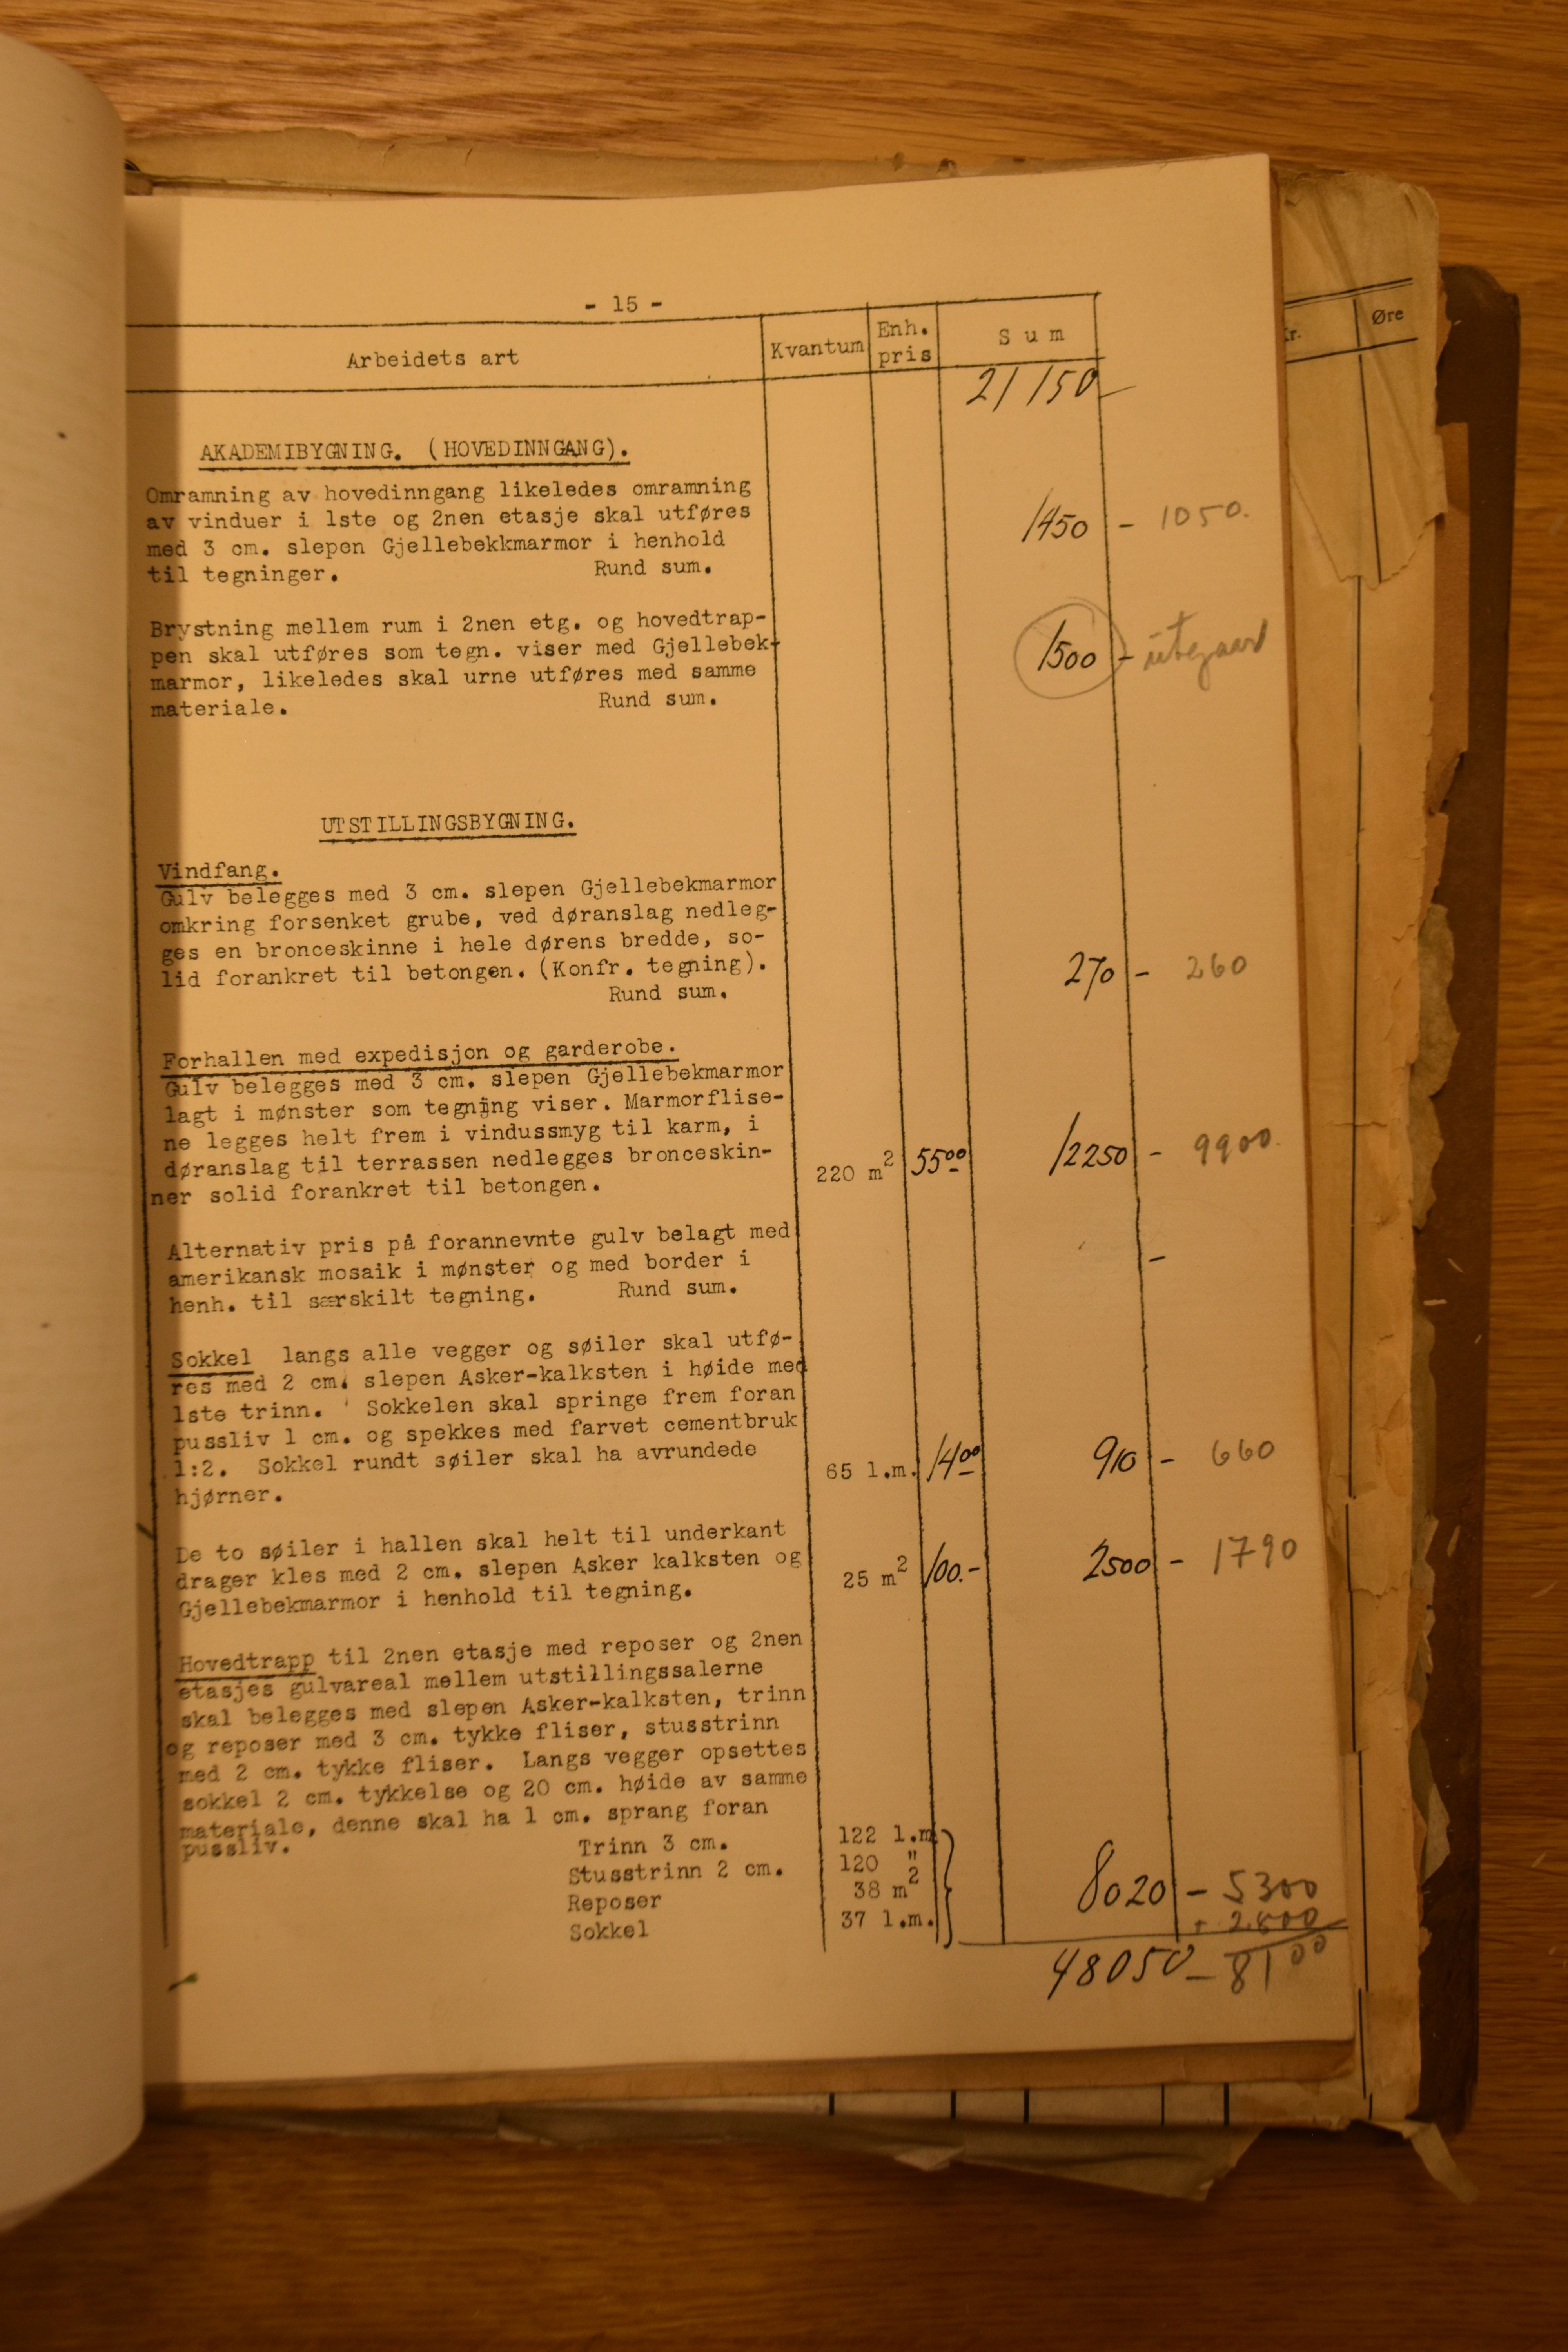 - 15 -
Arbeidets art Kvantum Enh. pris Sum
Kr. Øre
21150 -
AKADEMIBYGNING. (HOVEDINNGANG).
Omramning av hovedinngang likeledes omramning
av vinduer i 1ste og 2nen etasje skal utføres
med 3 cm. slepen Gjellebekkmarmor i henhold
til tegninger. Rund sum. 1450 - 1050.
Brystning mellem rum i 2nen etg. og hovedtrap-
pen skal utføres som tegn. viser med Gjellebek-
marmor, likeledes skal urne utføres med samme
materiale. Rund sum. 1500 - utgaar
UTSTILLINGSBYGNING.
Vindfang.
Gulv belegges med 3 cm. slepen Gjellebekmarmor
omkring forsenket grube, ved døranslag nedleg-
ges en bronceskinne i hele dørens bredde, so-
lid forankret til betongen. (Konfr. tegning).
Rund sum. 270 - 260
Forhallen med expedisjon og garderobe.
Gulv belegges med 3 cm. slepen Gjellebekmarmor
lagt i mønster som tegning viser. Marmorflise-
ne legges helt frem i vindussmyg til karm, i
døranslag til terrassen nedlegges bronceskin-
ner solid forankret til betongen. 220 m2 55 00 12250 - 9900.
Alternativ pris på forannevnte gulv belagt med
amerikansk mosaik i mønster og med border i
henh. til særskilt tegning. Rund sum. -
Sokkel langs alle vegger og søiler skal utfø-
res med 2 cm. slepen Asker-kalksten i høide med
1ste trinn. Sokkelen skal springe frem foran
pussliv 1 cm. og spekkes med farvet cementbruk
1:2. Sokkel rundt søiler skal ha avrundede
hjørner. 65 l.m. 14 00 910 - 660
De to søiler i hallen skal helt til underkant
drager kles med 2 cm. slepen Asker kalksten og
Gjellebekmarmor i henhold til tegning. 25 m2 100.- 2500 - 1790
Hovedtrapp til 2nen etasje med reposer og 2nen
etasjes gulvareal mellem utstillingssalerne
skal belegges med slepen Asker-kalksten, trinn
og reposer med 3 cm. tykke fliser, stusstrinn
med 2 cm. tykke fliser. Langs vegger opsettes
sokkel 2 cm. tykkelse og 20 cm. høide av samme
materiale, denne skal ha 1 cm. sprang foran
pussliv. Trinn 3 cm. 122 l.m.
Stusstrinn 2 cm. 120 "
Reposer 38 m2 8020 - 5300
Sokkel 37 l.m. + 2800
48050 - 8100